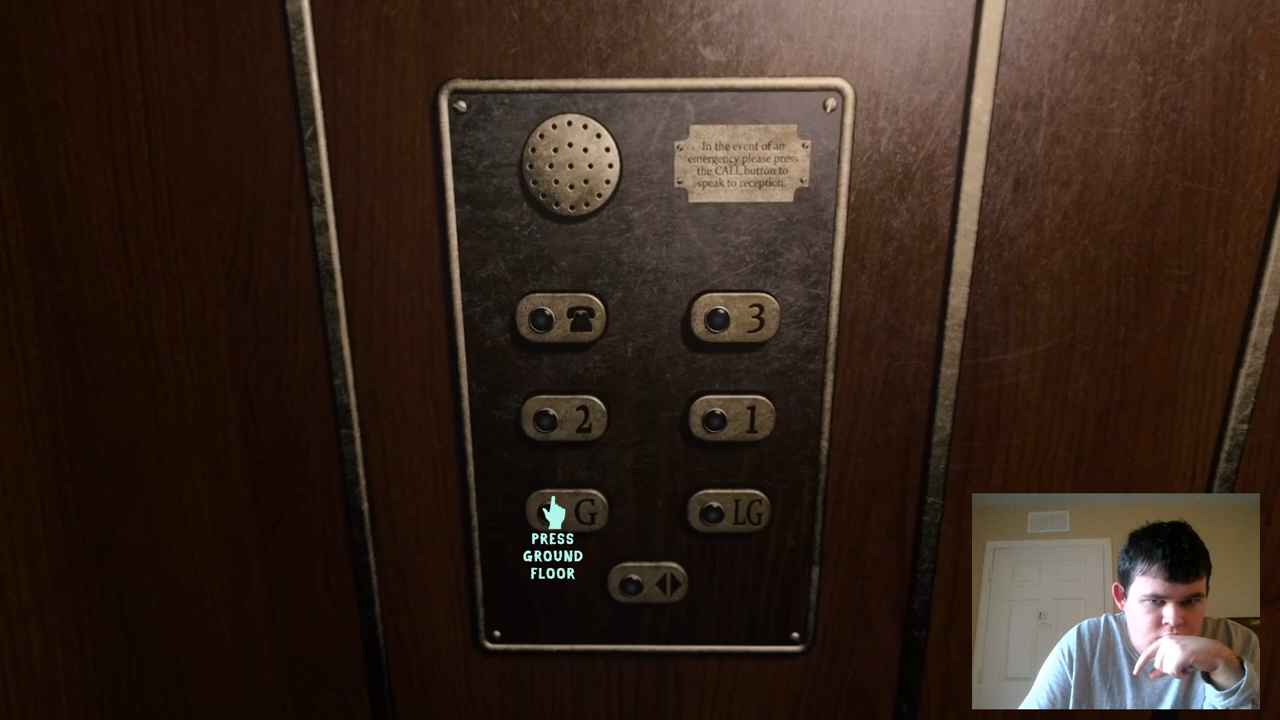 In the event of an
emergency please press
the CALL button to
speak to reception.
3
2
1
G
LG
PRESS
GROUND
FLOOR